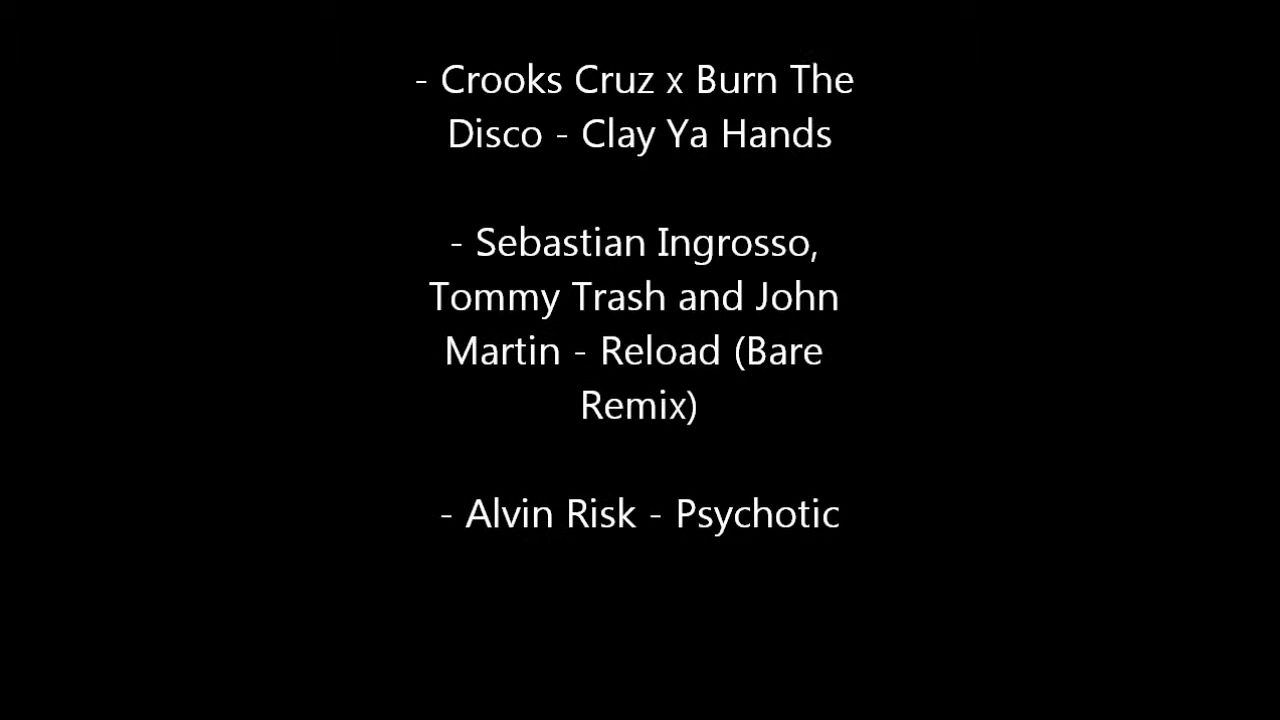 - Crooks Cruz x Burn The
Disco - Clay Ya Hands
- Sebastian Ingrosso,
Tommy Trash and John
Martin - Reload (Bare
Remix)
- Alvin Risk - Psychotic